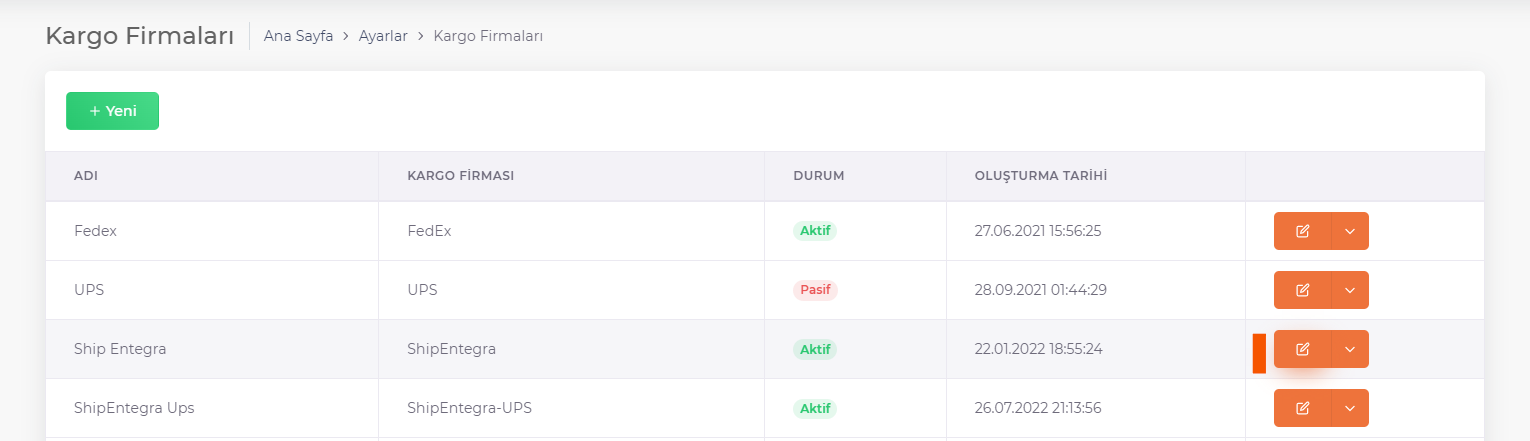 Kargo Firmaları Ana Sayfa > Ayarlar > Kargo Firmaları
+ Yeni
ADI KARGO FİRMASI DURUM OLUŞTURMA TARİHİ
Fedex FedEx Aktif 27.06.2021 15:56:25
UPS UPS Pasif 28.09.2021 01:44:29
Ship Entegra ShipEntegra Aktif 22.01.2022 18:55:24
ShipEntegra Ups ShipEntegra-UPS Aktif 26.07.2022 21:13:56